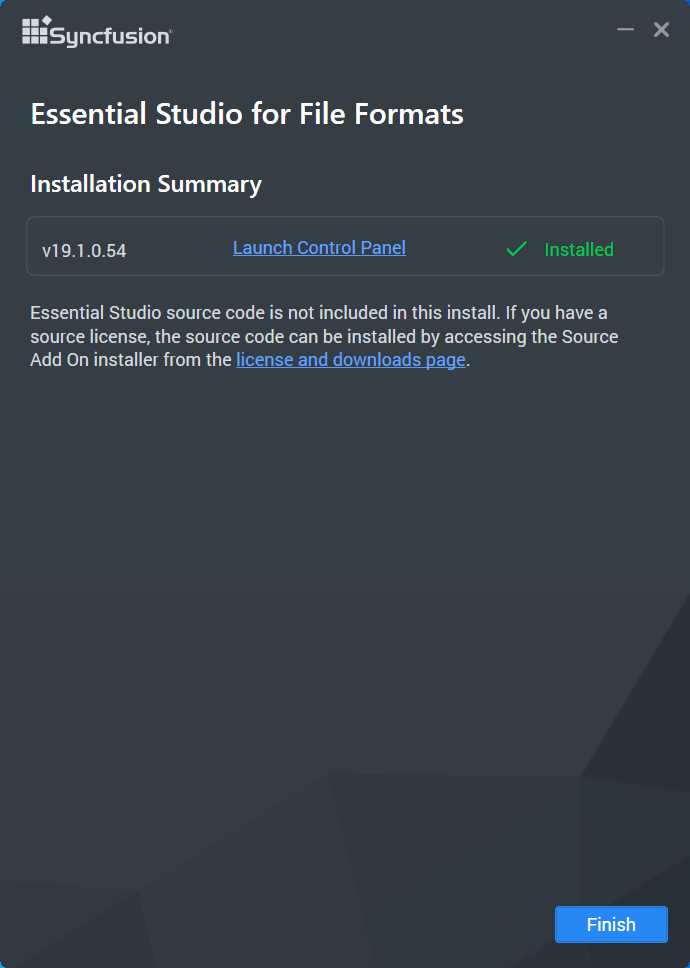 Syncfusion®
Essential Studio for File Formats
Installation Summary
v19.1.0.54 Launch Control Panel Installed
Essential Studio source code is not included in this install. If you have a
source license, the source code can be installed by accessing the Source
Add On installer from the license and downloads page.
Finish